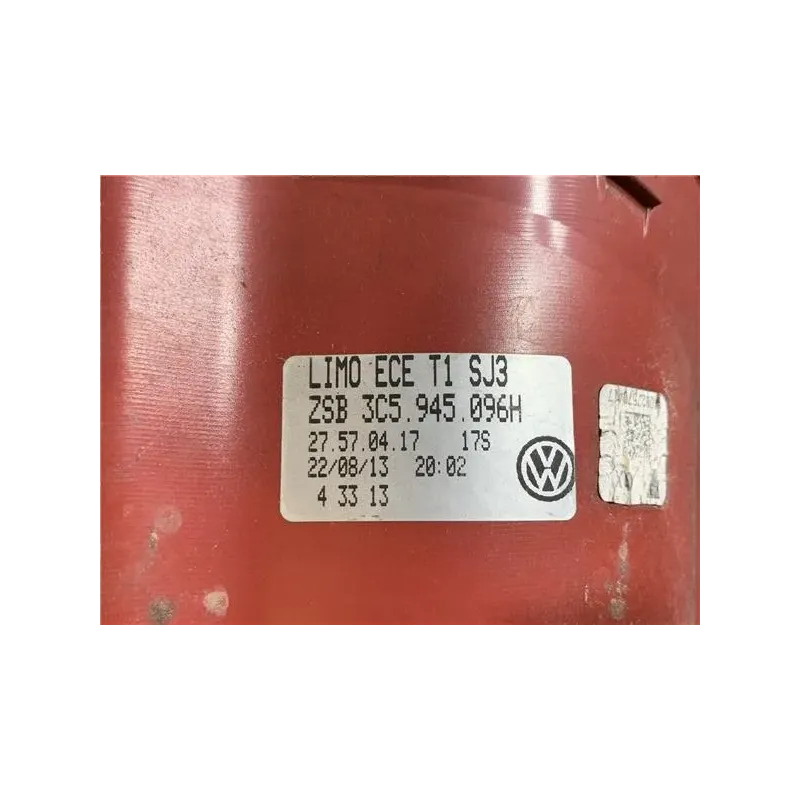 LIMO ECE T1 SJ3
ZSB 3C5.945.096H
27.57.04.17 17S
22/08/13 20:02
4 33 13